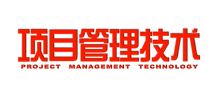 项目管理技术
PROJECT MANAGEMENT TECHNOLOGY